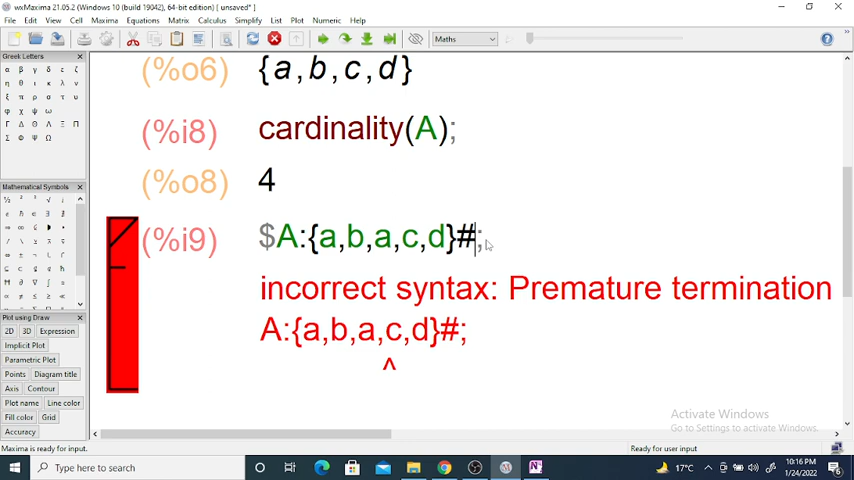 wxMaxima 21.05.2 (Windows 10 (build 19042), 64-bit edition) [ unsaved* ]
File Edit View Cell Maxima Equations Matrix Calculus Simplify List Plot Numeric Help
Maths
Greek Letters
α β γ δ ε ζ
η θ ι κ λ ν
ξ π ρ σ τ υ
φ χ ψ ω
Α Γ Δ Θ Λ Ξ Π
Σ Φ Ψ Ω
Mathematical Symbols
Plot using Draw
2D 3D Expression
Implicit Plot
Parametric Plot
Points Diagram title
Axis Contour
Plot name Line color
Fill color Grid
Accuracy
(%o6) {a,b,c,d}
(%i8) cardinality(A);
(%o8) 4
(%i9) $A:{a,b,a,c,d}#;
incorrect syntax: Premature termination
A:{a,b,a,c,d}#;
^
Activate Windows
Go to Settings to activate Windows.
Maxima is ready for input. Ready for user input
Type here to search
17°C
10:16 PM
1/24/2022